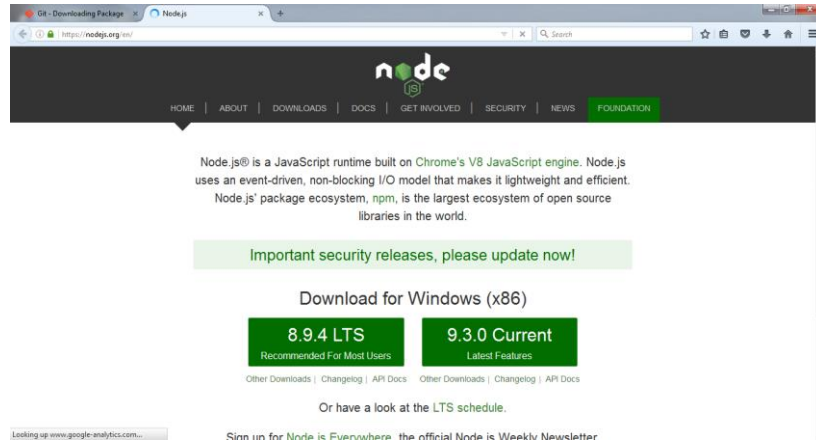 Git - Downloading Package
Node.js
https://nodejs.org/en/
Search
node
JS
HOME | ABOUT | DOWNLOADS | DOCS | GET INVOLVED | SECURITY | NEWS FOUNDATION
Node.js® is a JavaScript runtime built on Chrome's V8 JavaScript engine. Node.js
uses an event-driven, non-blocking I/O model that makes it lightweight and efficient.
Node.js' package ecosystem, npm, is the largest ecosystem of open source
libraries in the world.
Important security releases, please update now!
Download for Windows (x86)
8.9.4 LTS
Recommended For Most Users
9.3.0 Current
Latest Features
Other Downloads | Changelog | API Docs
Other Downloads | Changelog | API Docs
Or have a look at the LTS schedule.
Sign up for Node.js Everywhere, the official Node.js Weekly Newsletter.
Looking up www.google-analytics.com...